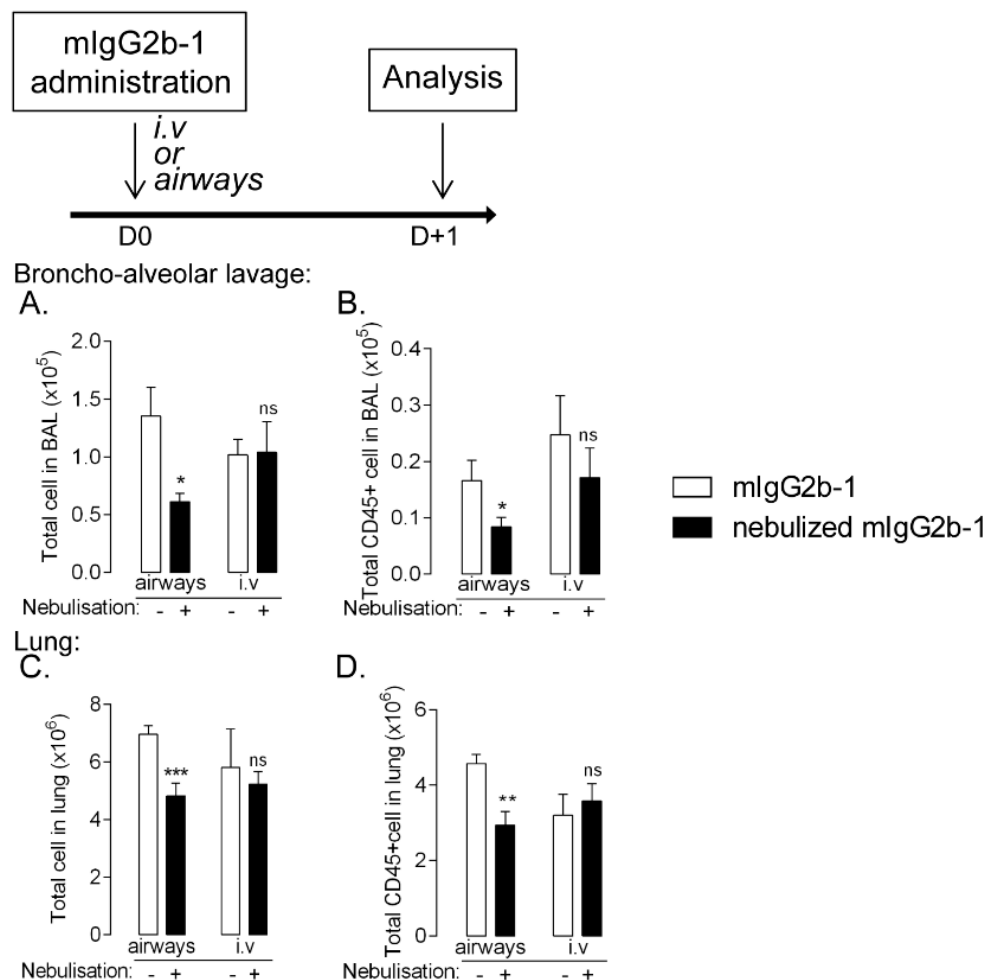 mIgG2b-1
administration
Analysis
i.v
or
airways
D0
D+1
Broncho-alveolar lavage:
A.
Total cell in BAL (x10⁵)
2.0
1.5
1.0
0.5
0.0
*
ns
airways
i.v
Nebulisation: - + - +
B.
Total CD45+ cell in BAL (x10⁵)
0.4
0.3
0.2
0.1
0.0
*
ns
airways
i.v
Nebulisation: - + - +
mIgG2b-1
nebulized mIgG2b-1
Lung:
C.
Total cell in lung (x10⁶)
8
6
4
2
0
***
ns
airways
i.v
Nebulisation: - + - +
D.
Total CD45+cell in lung (x10⁶)
6
4
2
0
**
ns
airways
i.v
Nebulisation: - + - +